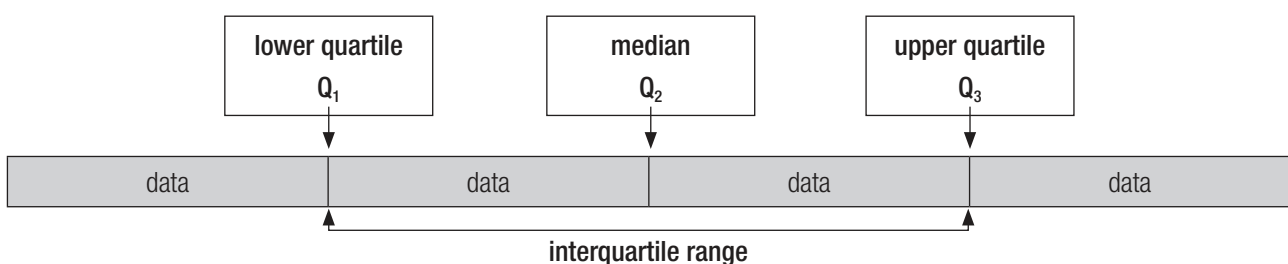 lower quartile median upper quartile
Q₁ Q₂ Q₃
data data data data
interquartile range